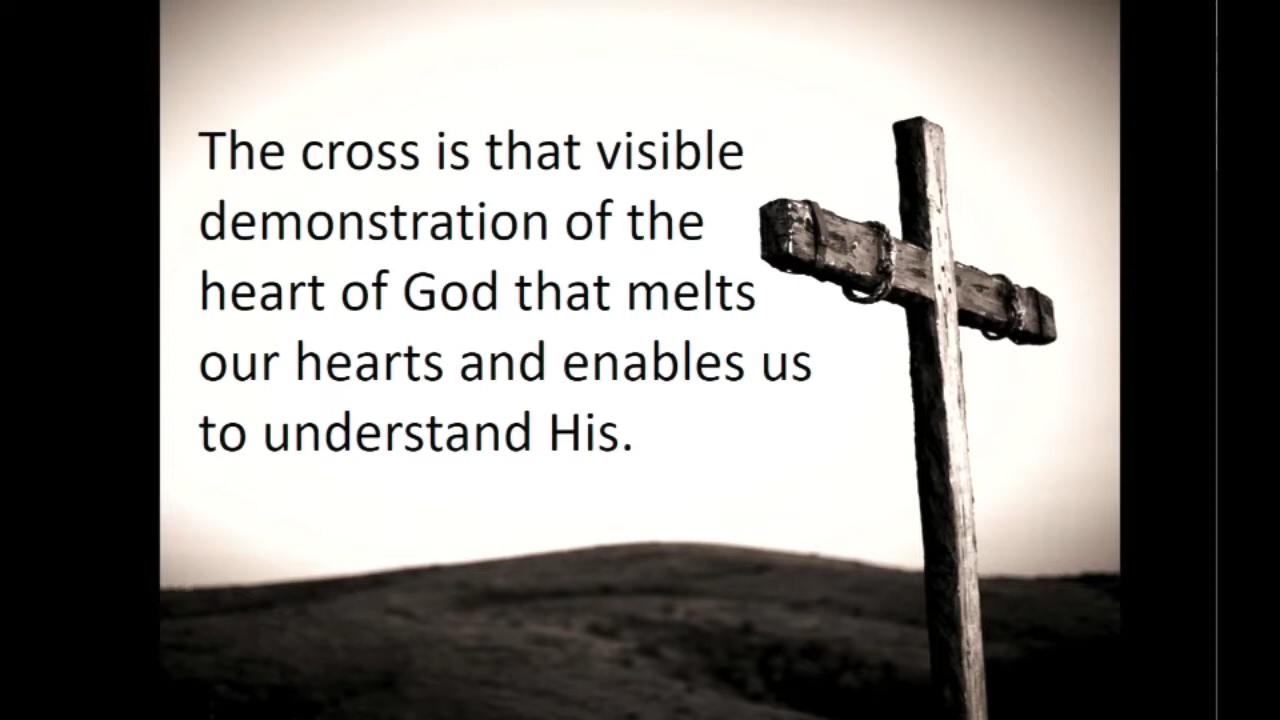 The cross is that visible
demonstration of the
heart of God that melts
our hearts and enables us
to understand His.